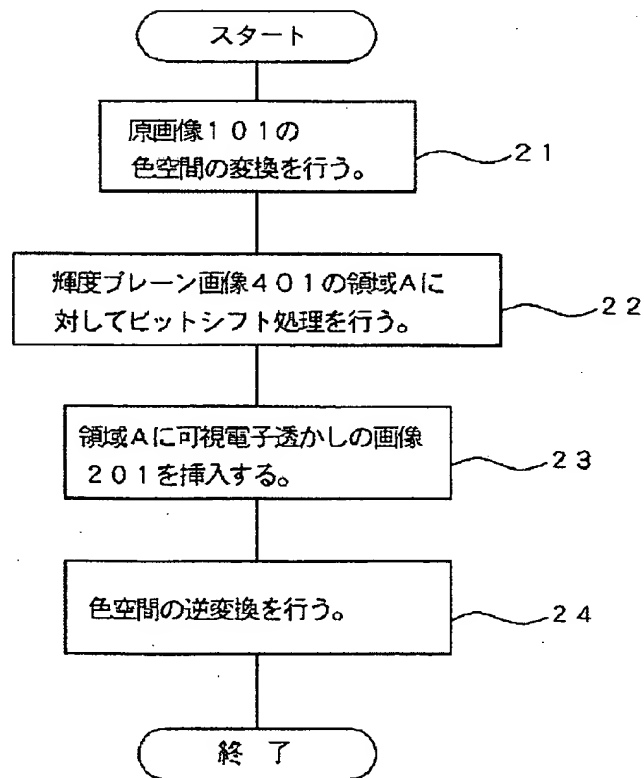 スタート
原画像１０１の
色空間の変換を行う。
２１
輝度プレーン画像４０１の領域Ａに
対してビットシフト処理を行う。
２２
領域Ａに可視電子透かしの画像
２０１を挿入する。
２３
色空間の逆変換を行う。
２４
終 了